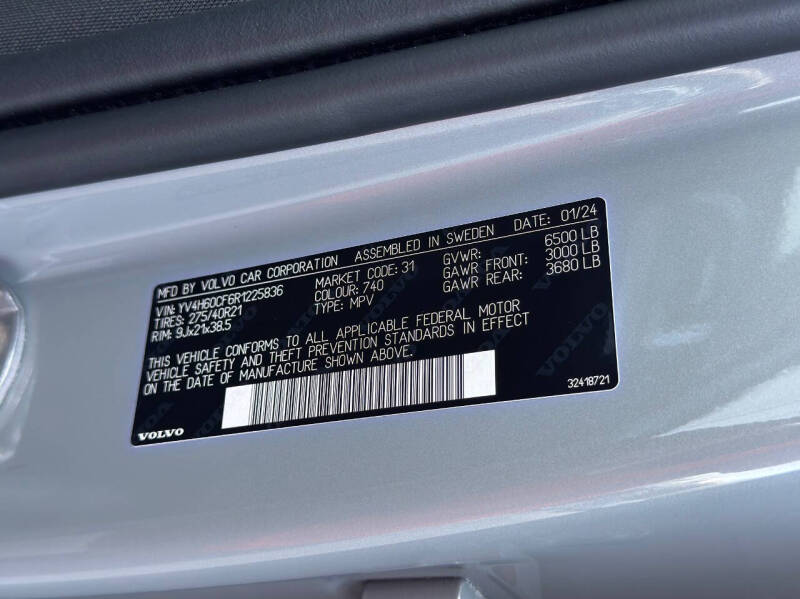 MFD BY VOLVO CAR CORPORATION ASSEMBLED IN SWEDEN DATE: 01/24
VIN: YV4H60CF6R1225836 MARKET CODE: 31 GVWR: 6500 LB
TIRES: 275/40R21 COLOUR: 740 GAWR FRONT: 3000 LB
RIM: 9Jx21x38.5 TYPE: MPV GAWR REAR: 3680 LB
THIS VEHICLE CONFORMS TO ALL APPLICABLE FEDERAL MOTOR
VEHICLE SAFETY AND THEFT PREVENTION STANDARDS IN EFFECT
ON THE DATE OF MANUFACTURE SHOWN ABOVE.
32418721
VOLVO